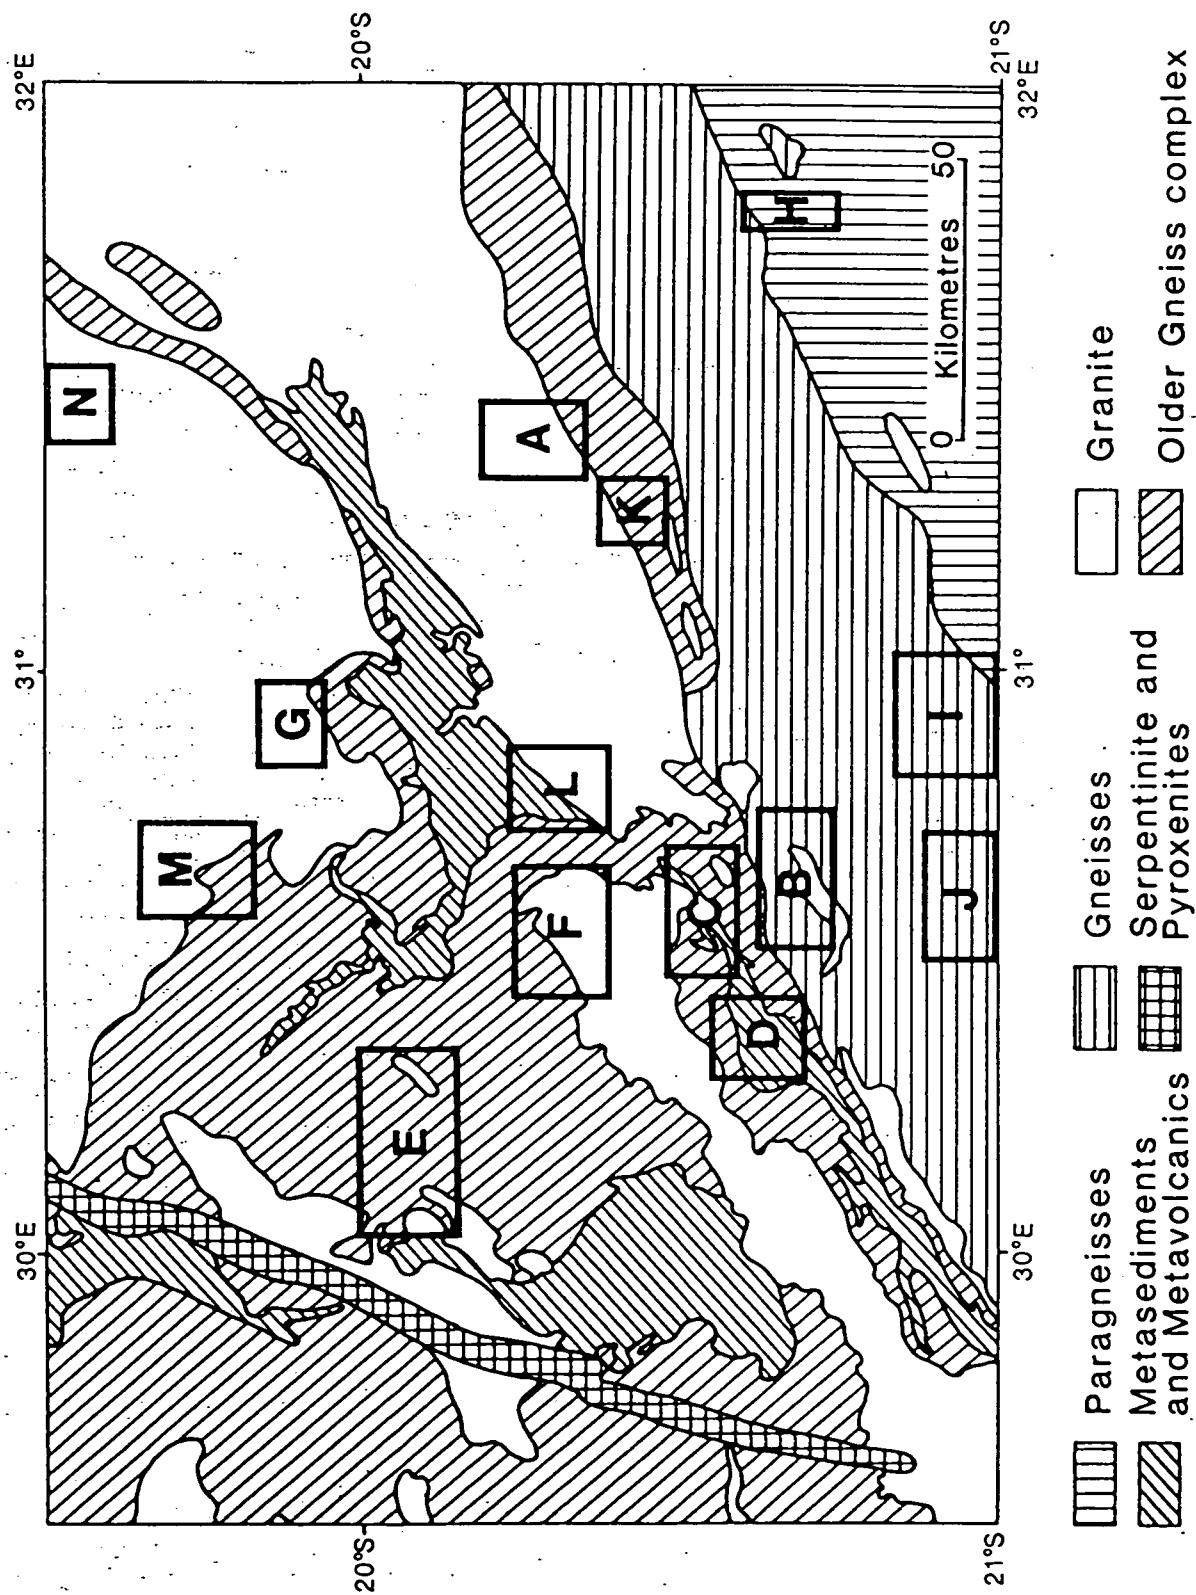 30°E
31°
32°E
20°S
20°S
N
M
G
E
F
L
A
K
C
D
B
H
J
I
0 Kilometres 50
21°S
30°E
31°
32°E
21°S
Paragneisses
Gneisses
Granite
Metasediments
and Metavolcanics
Serpentinite and
Pyroxenites
Older Gneiss complex